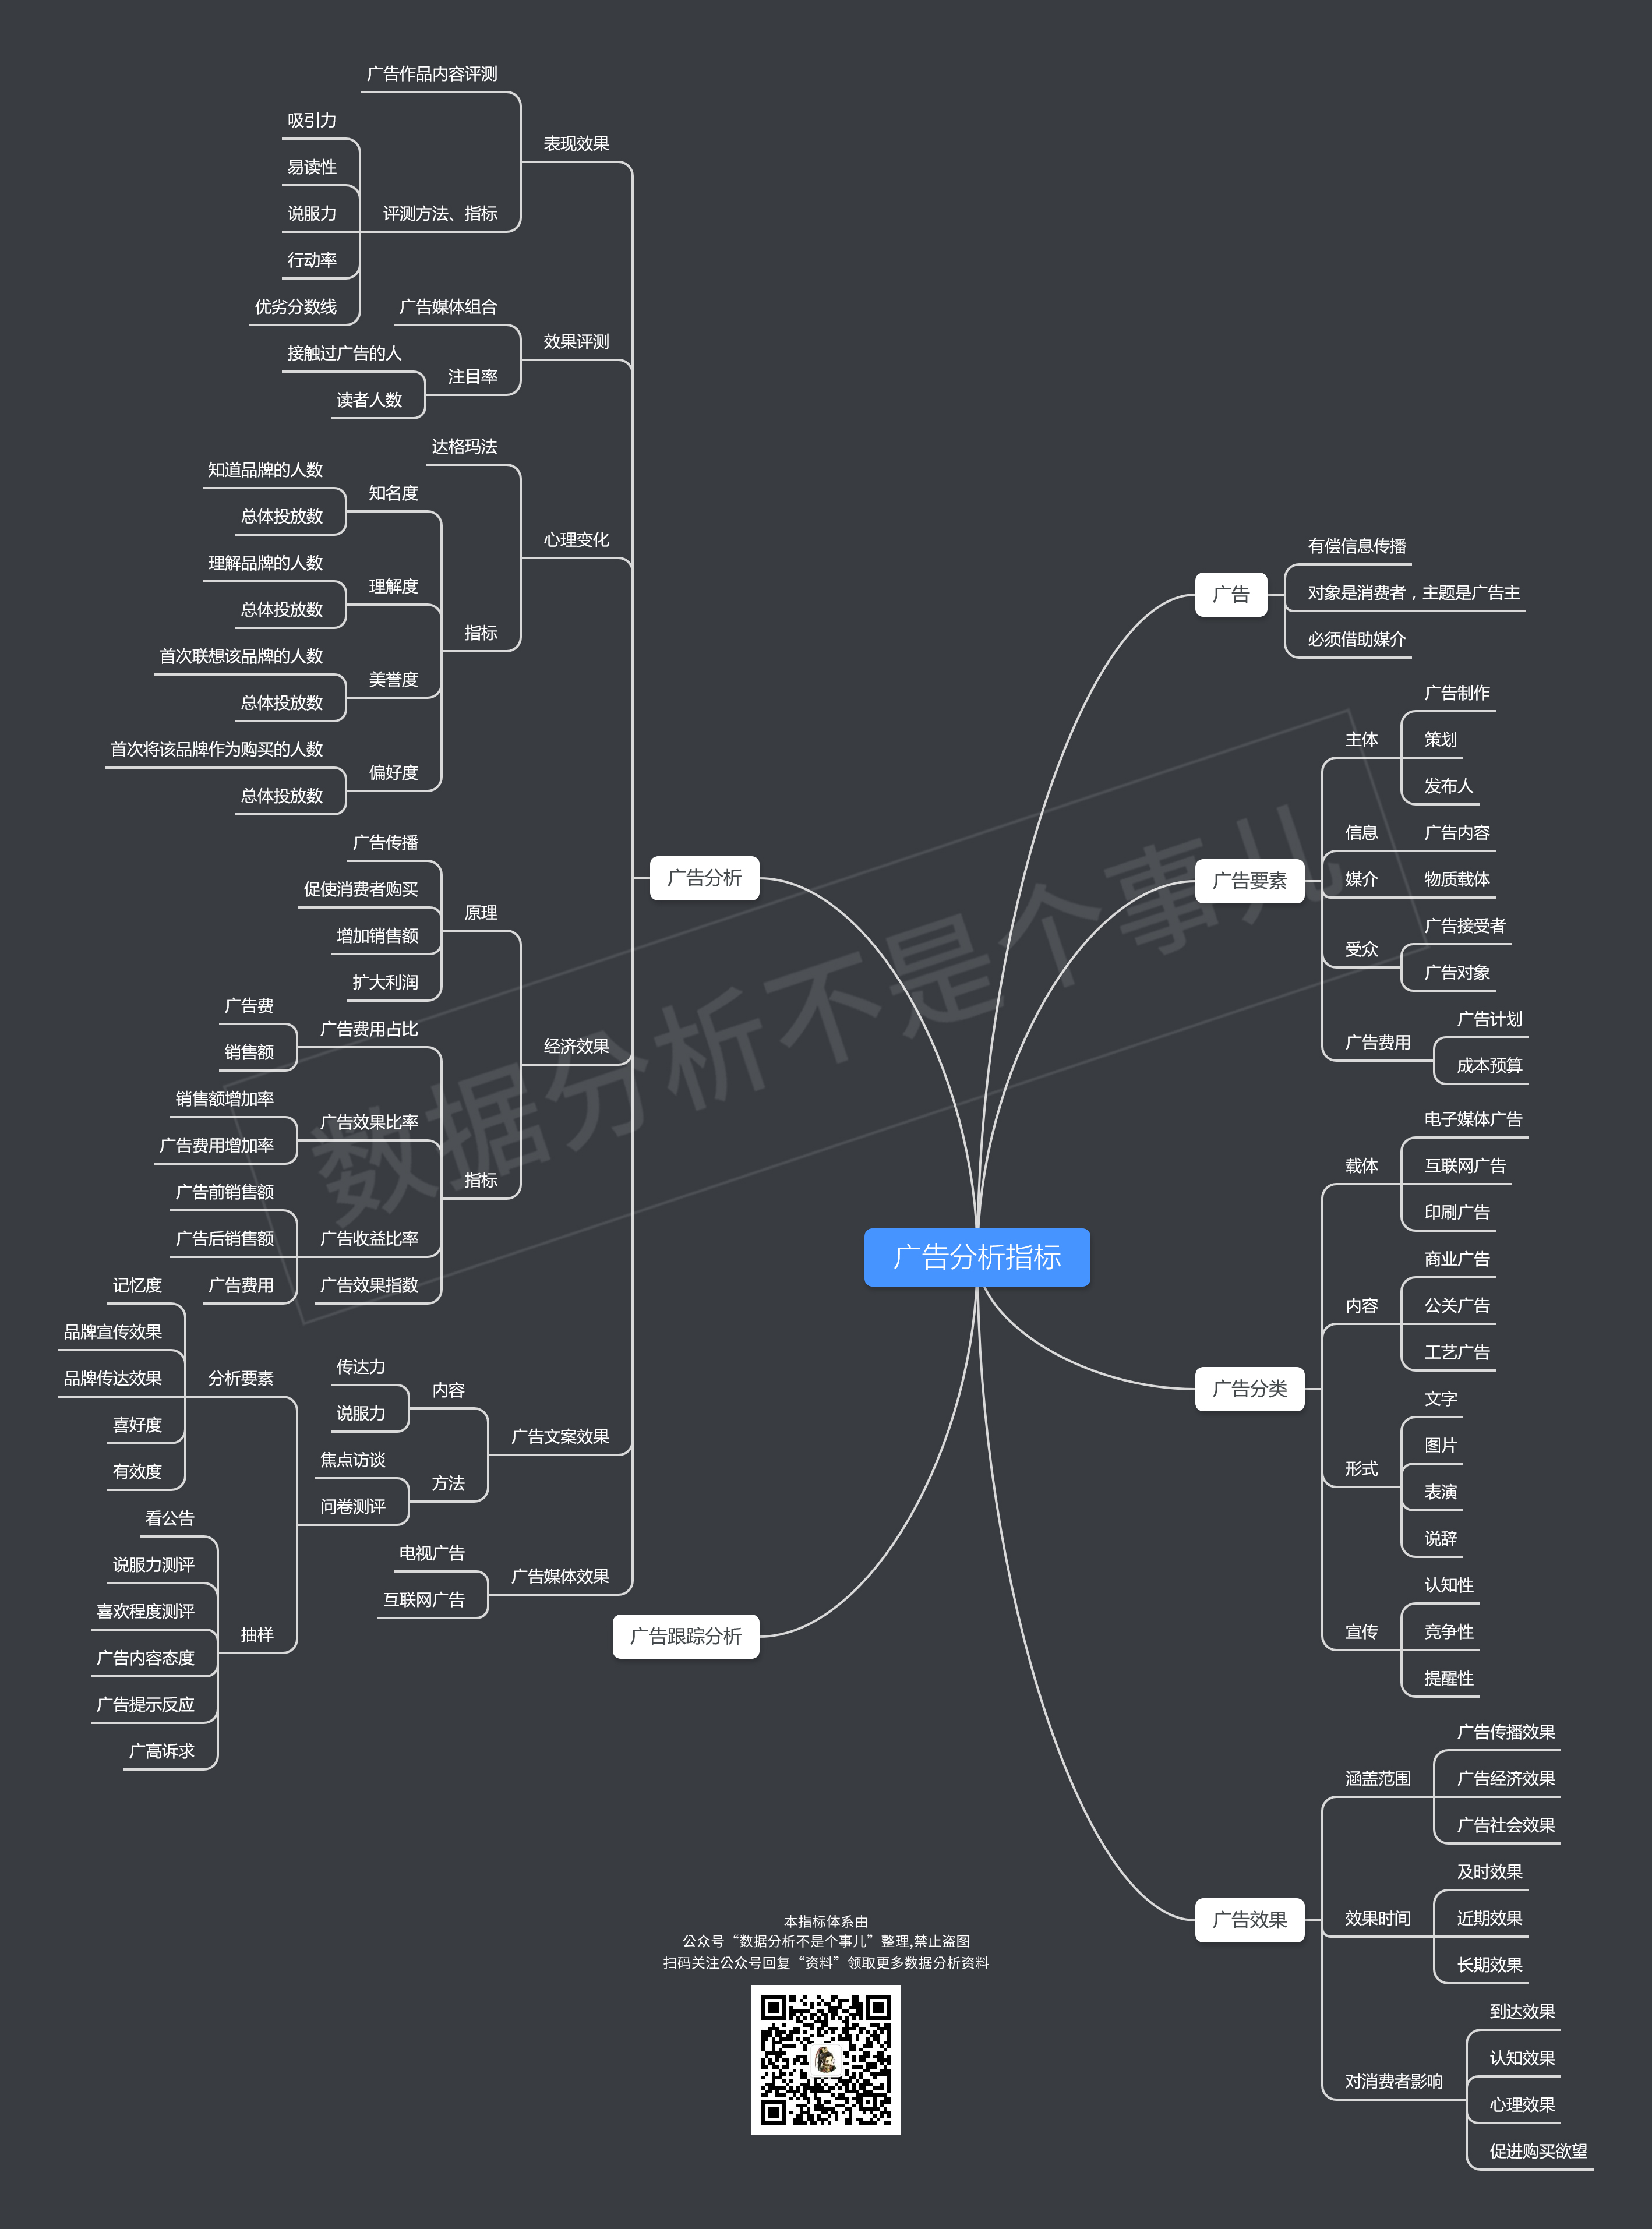 广告分析指标
广告
有偿信息传播
对象是消费者，主题是广告主
必须借助媒介
广告要素
主体
广告制作
策划
发布人
信息
广告内容
媒介
物质载体
受众
广告接受者
广告对象
广告费用
广告计划
成本预算
广告分类
载体
电子媒体广告
互联网广告
印刷广告
内容
商业广告
公关广告
工艺广告
形式
文字
图片
表演
说辞
宣传
认知性
竞争性
提醒性
广告效果
涵盖范围
广告传播效果
广告经济效果
广告社会效果
效果时间
及时效果
近期效果
长期效果
对消费者影响
到达效果
认知效果
心理效果
促进购买欲望
广告分析
表现效果
广告作品内容评测
评测方法、指标
吸引力
易读性
说服力
行动率
优劣分数线
效果评测
广告媒体组合
注目率
接触过广告的人
读者人数
心理变化
达格玛法
指标
知名度
知道品牌的人数
总体投放数
理解度
理解品牌的人数
总体投放数
美誉度
首次联想该品牌的人数
总体投放数
偏好度
首次将该品牌作为购买的人数
总体投放数
经济效果
原理
广告传播
促使消费者购买
增加销售额
扩大利润
指标
广告费用占比
广告费
销售额
广告效果比率
销售额增加率
广告费用增加率
广告收益比率
广告前销售额
广告后销售额
广告费用
广告效果指数
广告文案效果
内容
传达力
说服力
方法
焦点访谈
问卷测评
分析要素
记忆度
品牌宣传效果
品牌传达效果
喜好度
有效度
抽样
看公告
说服力测评
喜欢程度测评
广告内容态度
广告提示反应
广高诉求
广告媒体效果
电视广告
互联网广告
广告跟踪分析
数据分析不是个事儿
本指标体系由
公众号“数据分析不是个事儿”整理,禁止盗图
扫码关注公众号回复“资料”领取更多数据分析资料